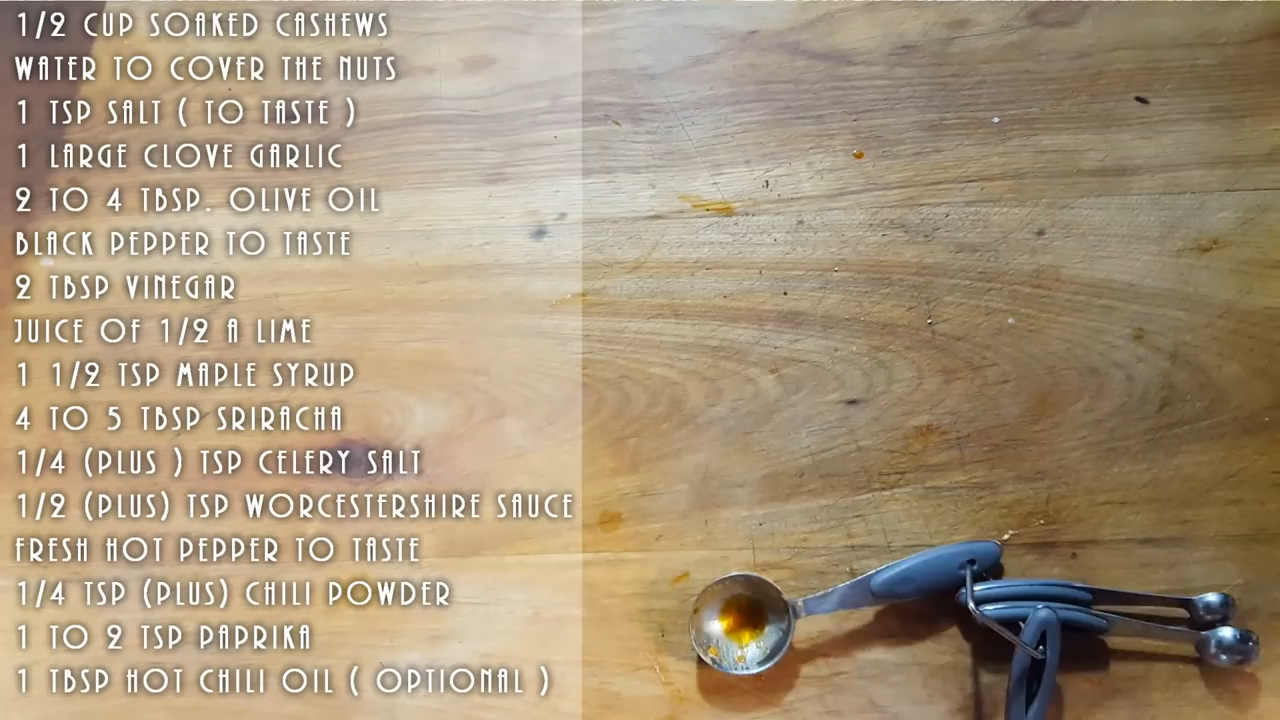 1/2 CUP SOAKED CASHEWS
WATER TO COVER THE NUTS
1 TSP SALT ( TO TASTE )
1 LARGE CLOVE GARLIC
2 TO 4 TBSP. OLIVE OIL
BLACK PEPPER TO TASTE
2 TBSP VINEGAR
JUICE OF 1/2 A LIME
1 1/2 TSP MAPLE SYRUP
4 TO 5 TBSP SRIRACHA
1/4 (PLUS ) TSP CELERY SALT
1/2 (PLUS) TSP WORCESTERSHIRE SAUCE
FRESH HOT PEPPER TO TASTE
1/4 TSP (PLUS) CHILI POWDER
1 TO 2 TSP PAPRIKA
1 TBSP HOT CHILI OIL ( OPTIONAL )